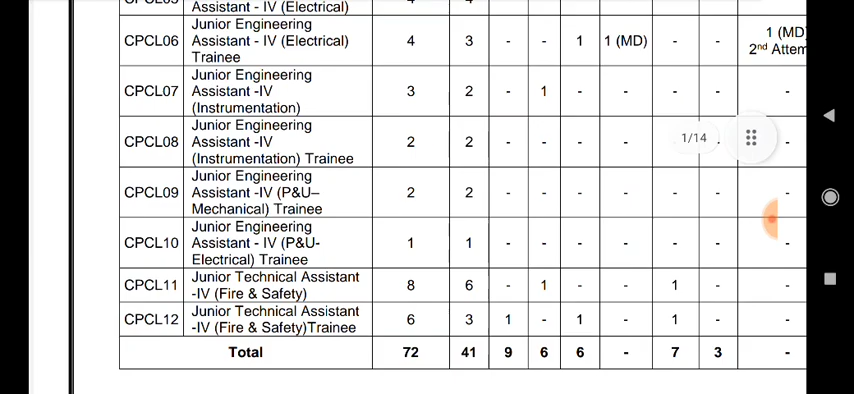 Assistant - IV (Electrical)
CPCL06 Junior Engineering Assistant - IV (Electrical) Trainee 4 3 - - 1 1 (MD) - - 1 (MD) 2nd Attem
CPCL07 Junior Engineering Assistant -IV (Instrumentation) 3 2 - 1 - - - - -
CPCL08 Junior Engineering Assistant -IV (Instrumentation) Trainee 2 2 - - - - - -
1/14
CPCL09 Junior Engineering Assistant -IV (P&U– Mechanical) Trainee 2 2 - - - - - - -
CPCL10 Junior Engineering Assistant - IV (P&U- Electrical) Trainee 1 1 - - - - - - -
CPCL11 Junior Technical Assistant -IV (Fire & Safety) 8 6 - 1 - - 1 - -
CPCL12 Junior Technical Assistant -IV (Fire & Safety)Trainee 6 3 1 - 1 - 1 - -
Total 72 41 9 6 6 - 7 3 -